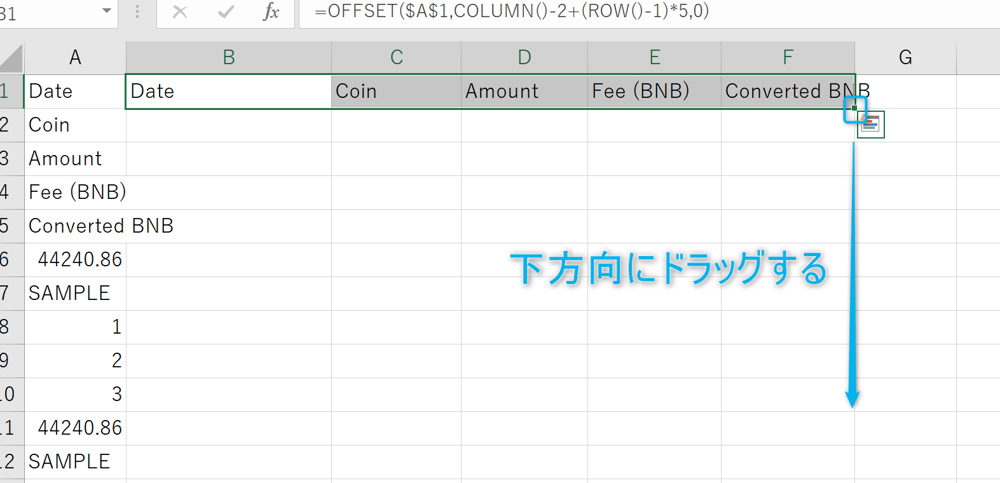 B1 fx =OFFSET($A$1,COLUMN()-2+(ROW()-1)*5,0)
A B C D E F G
1 Date Date Coin Amount Fee (BNB) Converted BNB
2 Coin
3 Amount
4 Fee (BNB)
5 Converted BNB
6 44240.86
下方向にドラッグする
7 SAMPLE
8 1
9 2
10 3
11 44240.86
12 SAMPLE